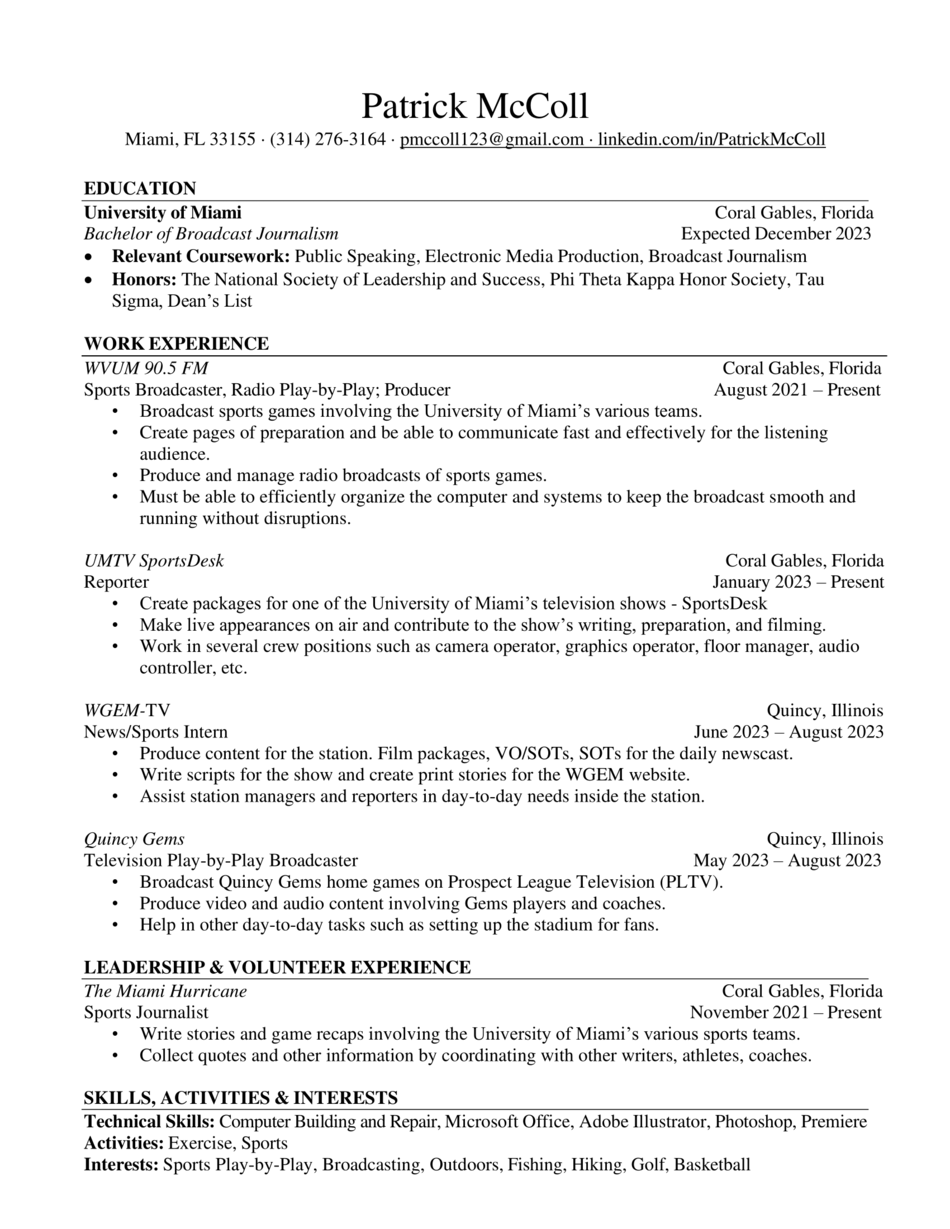 Patrick McColl
Miami, FL 33155 · (314) 276-3164 · pmccoll123@gmail.com · linkedin.com/in/PatrickMcColl
EDUCATION
University of Miami Coral Gables, Florida
Bachelor of Broadcast Journalism Expected December 2023
• Relevant Coursework: Public Speaking, Electronic Media Production, Broadcast Journalism
• Honors: The National Society of Leadership and Success, Phi Theta Kappa Honor Society, Tau
Sigma, Dean’s List
WORK EXPERIENCE
WVUM 90.5 FM Coral Gables, Florida
Sports Broadcaster, Radio Play-by-Play; Producer August 2021 – Present
• Broadcast sports games involving the University of Miami’s various teams.
• Create pages of preparation and be able to communicate fast and effectively for the listening
audience.
• Produce and manage radio broadcasts of sports games.
• Must be able to efficiently organize the computer and systems to keep the broadcast smooth and
running without disruptions.
UMTV SportsDesk Coral Gables, Florida
Reporter January 2023 – Present
• Create packages for one of the University of Miami’s television shows - SportsDesk
• Make live appearances on air and contribute to the show’s writing, preparation, and filming.
• Work in several crew positions such as camera operator, graphics operator, floor manager, audio
controller, etc.
WGEM-TV Quincy, Illinois
News/Sports Intern June 2023 – August 2023
• Produce content for the station. Film packages, VO/SOTs, SOTs for the daily newscast.
• Write scripts for the show and create print stories for the WGEM website.
• Assist station managers and reporters in day-to-day needs inside the station.
Quincy Gems Quincy, Illinois
Television Play-by-Play Broadcaster May 2023 – August 2023
• Broadcast Quincy Gems home games on Prospect League Television (PLTV).
• Produce video and audio content involving Gems players and coaches.
• Help in other day-to-day tasks such as setting up the stadium for fans.
LEADERSHIP & VOLUNTEER EXPERIENCE
The Miami Hurricane Coral Gables, Florida
Sports Journalist November 2021 – Present
• Write stories and game recaps involving the University of Miami’s various sports teams.
• Collect quotes and other information by coordinating with other writers, athletes, coaches.
SKILLS, ACTIVITIES & INTERESTS
Technical Skills: Computer Building and Repair, Microsoft Office, Adobe Illustrator, Photoshop, Premiere
Activities: Exercise, Sports
Interests: Sports Play-by-Play, Broadcasting, Outdoors, Fishing, Hiking, Golf, Basketball